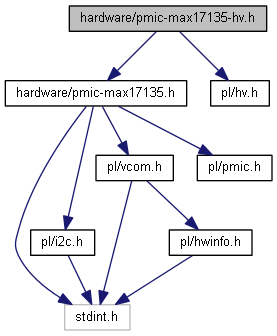 hardware/pmic-max17135-hv.h
hardware/pmic-max17135.h
pl/hv.h
pl/vcom.h
pl/pmic.h
pl/i2c.h
pl/hwinfo.h
stdint.h